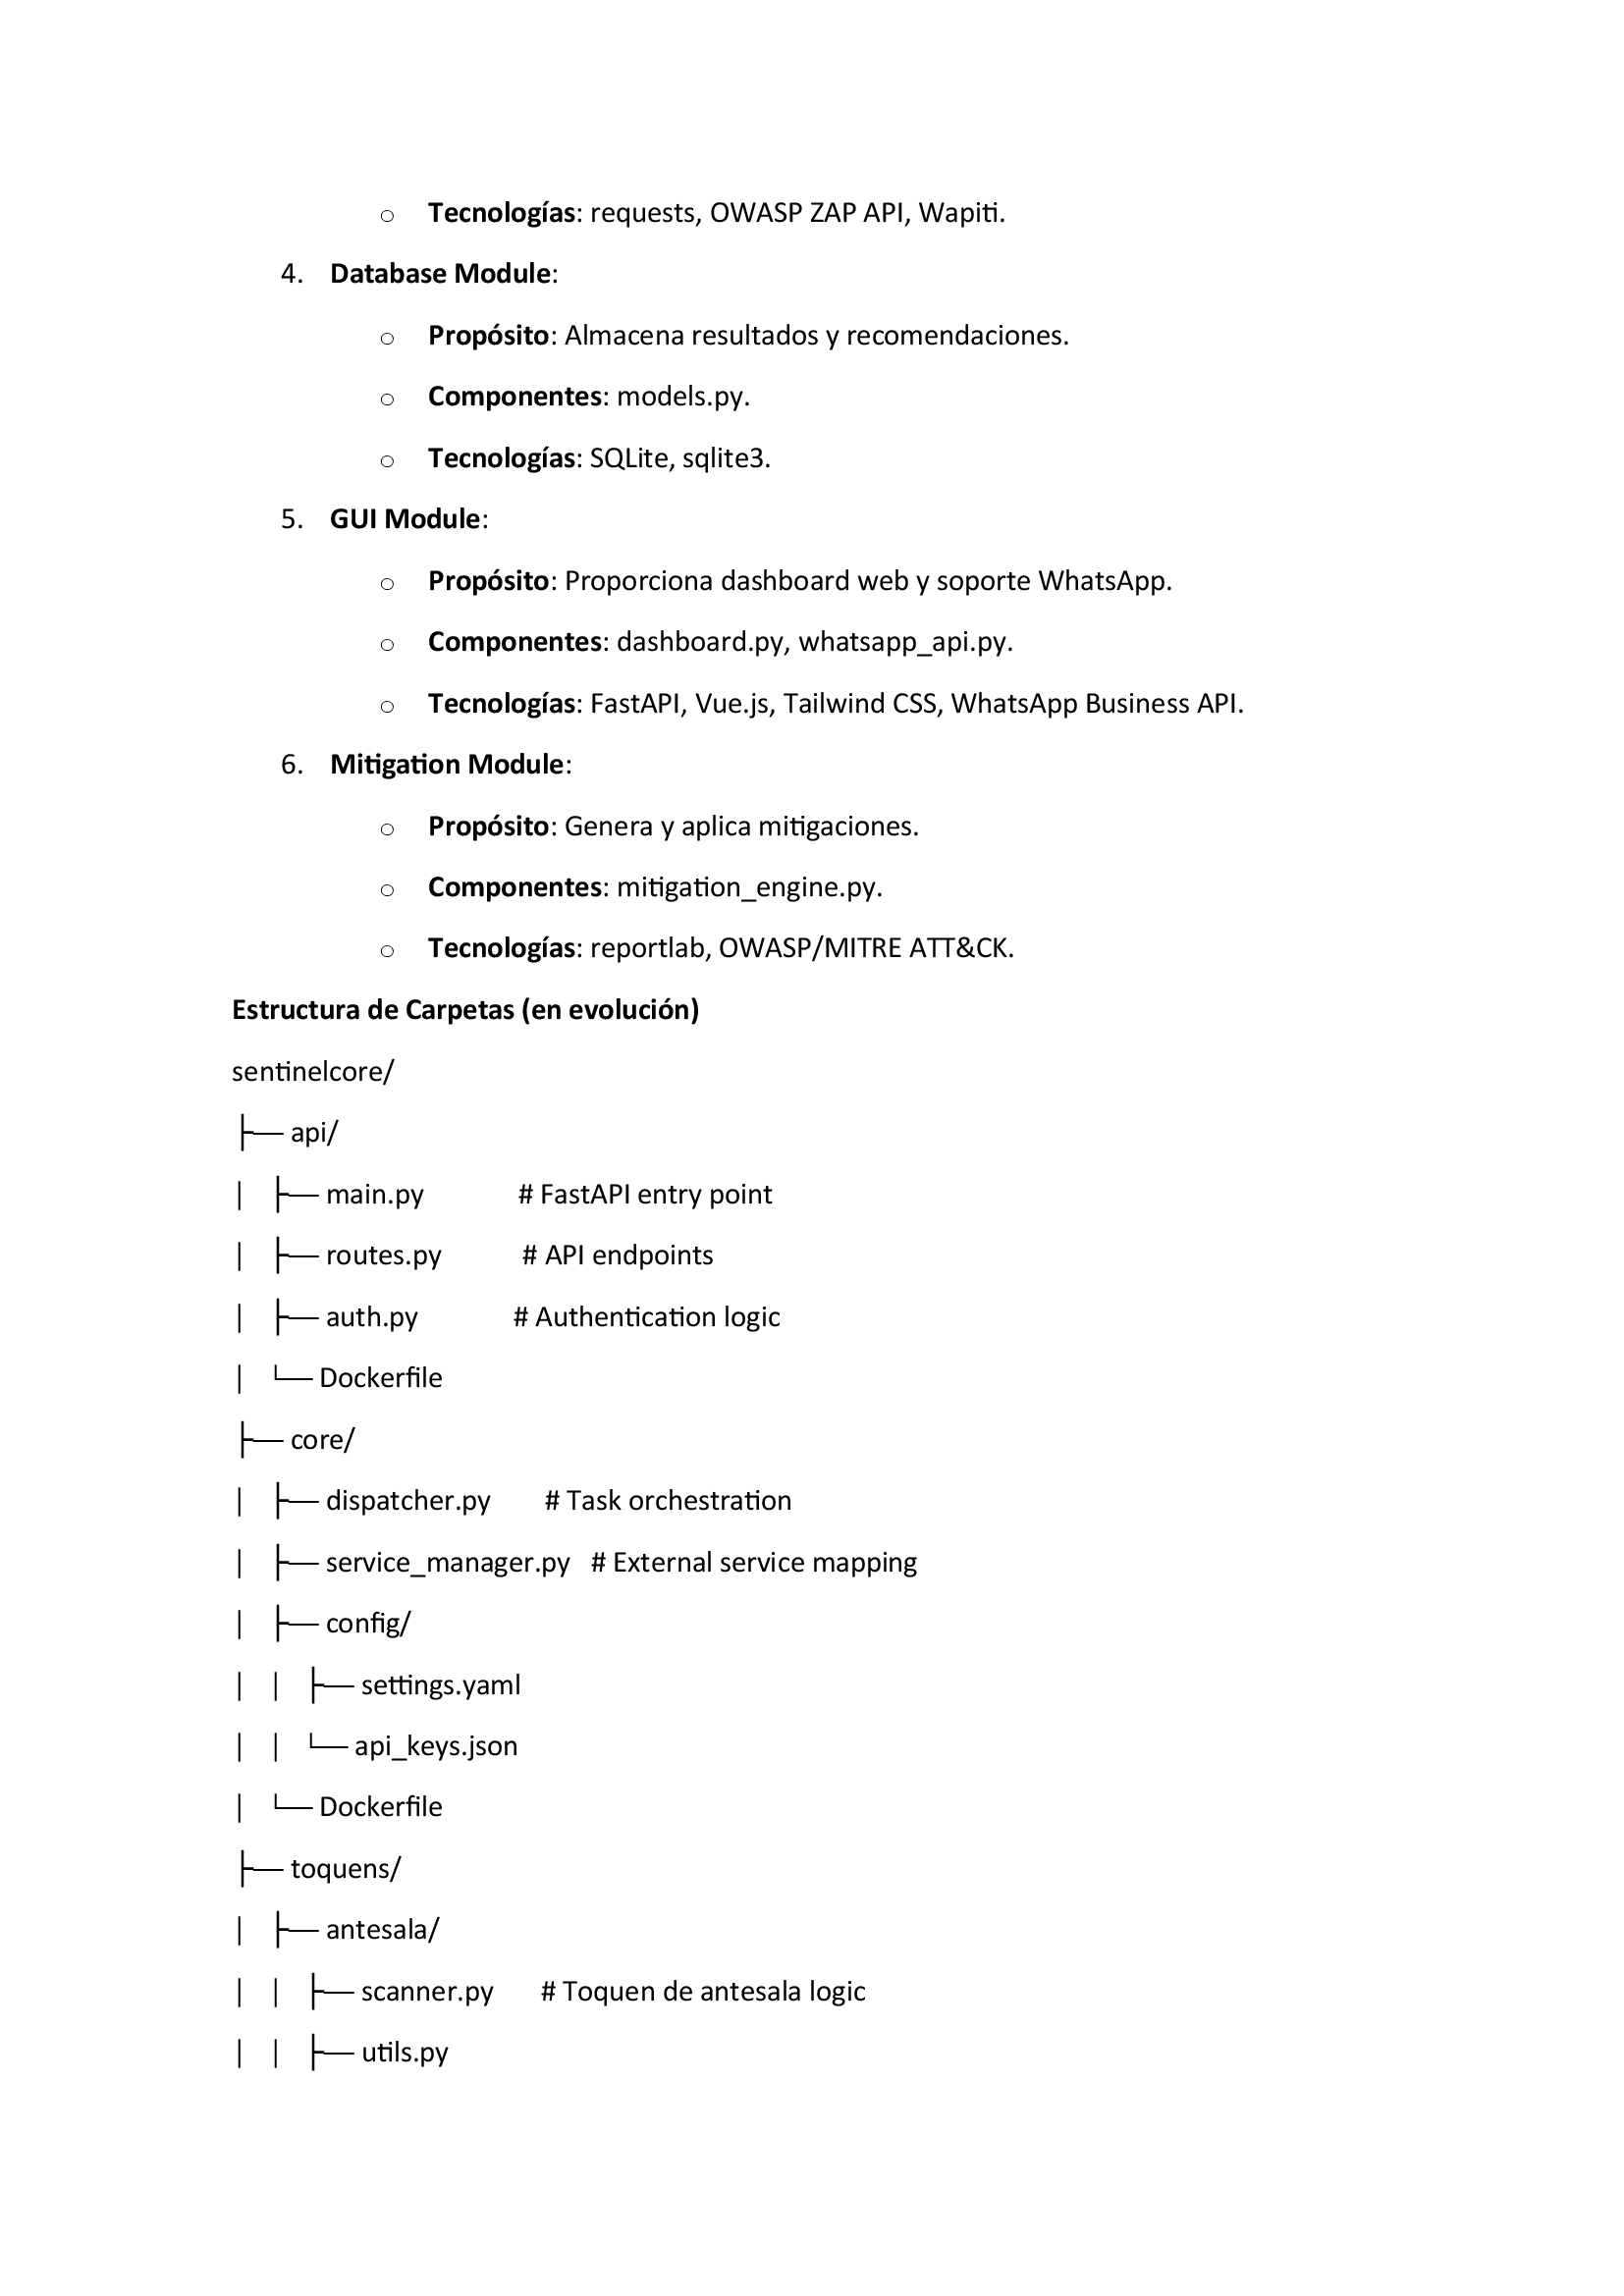 o Tecnologías: requests, OWASP ZAP API, Wapiti.
4. Database Module:
o Propósito: Almacena resultados y recomendaciones.
o Componentes: models.py.
o Tecnologías: SQLite, sqlite3.
5. GUI Module:
o Propósito: Proporciona dashboard web y soporte WhatsApp.
o Componentes: dashboard.py, whatsapp_api.py.
o Tecnologías: FastAPI, Vue.js, Tailwind CSS, WhatsApp Business API.
6. Mitigation Module:
o Propósito: Genera y aplica mitigaciones.
o Componentes: mitigation_engine.py.
o Tecnologías: reportlab, OWASP/MITRE ATT&CK.
Estructura de Carpetas (en evolución)
sentinelcore/
├── api/
│   ├── main.py             # FastAPI entry point
│   ├── routes.py           # API endpoints
│   ├── auth.py             # Authentication logic
│   └── Dockerfile
├── core/
│   ├── dispatcher.py       # Task orchestration
│   ├── service_manager.py  # External service mapping
│   ├── config/
│   │   ├── settings.yaml
│   │   └── api_keys.json
│   └── Dockerfile
├── toquens/
│   ├── antesala/
│   │   ├── scanner.py      # Toquen de antesala logic
│   │   ├── utils.py